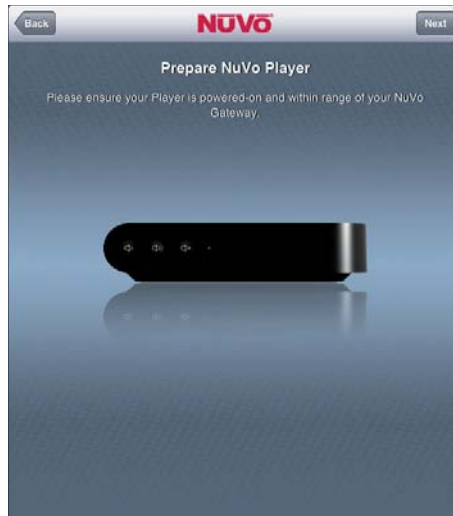 Back
NÜVÖ
Next
Prepare NuVo Player
Please ensure your Player is powered-on and within range of your NuVo
Gateway.